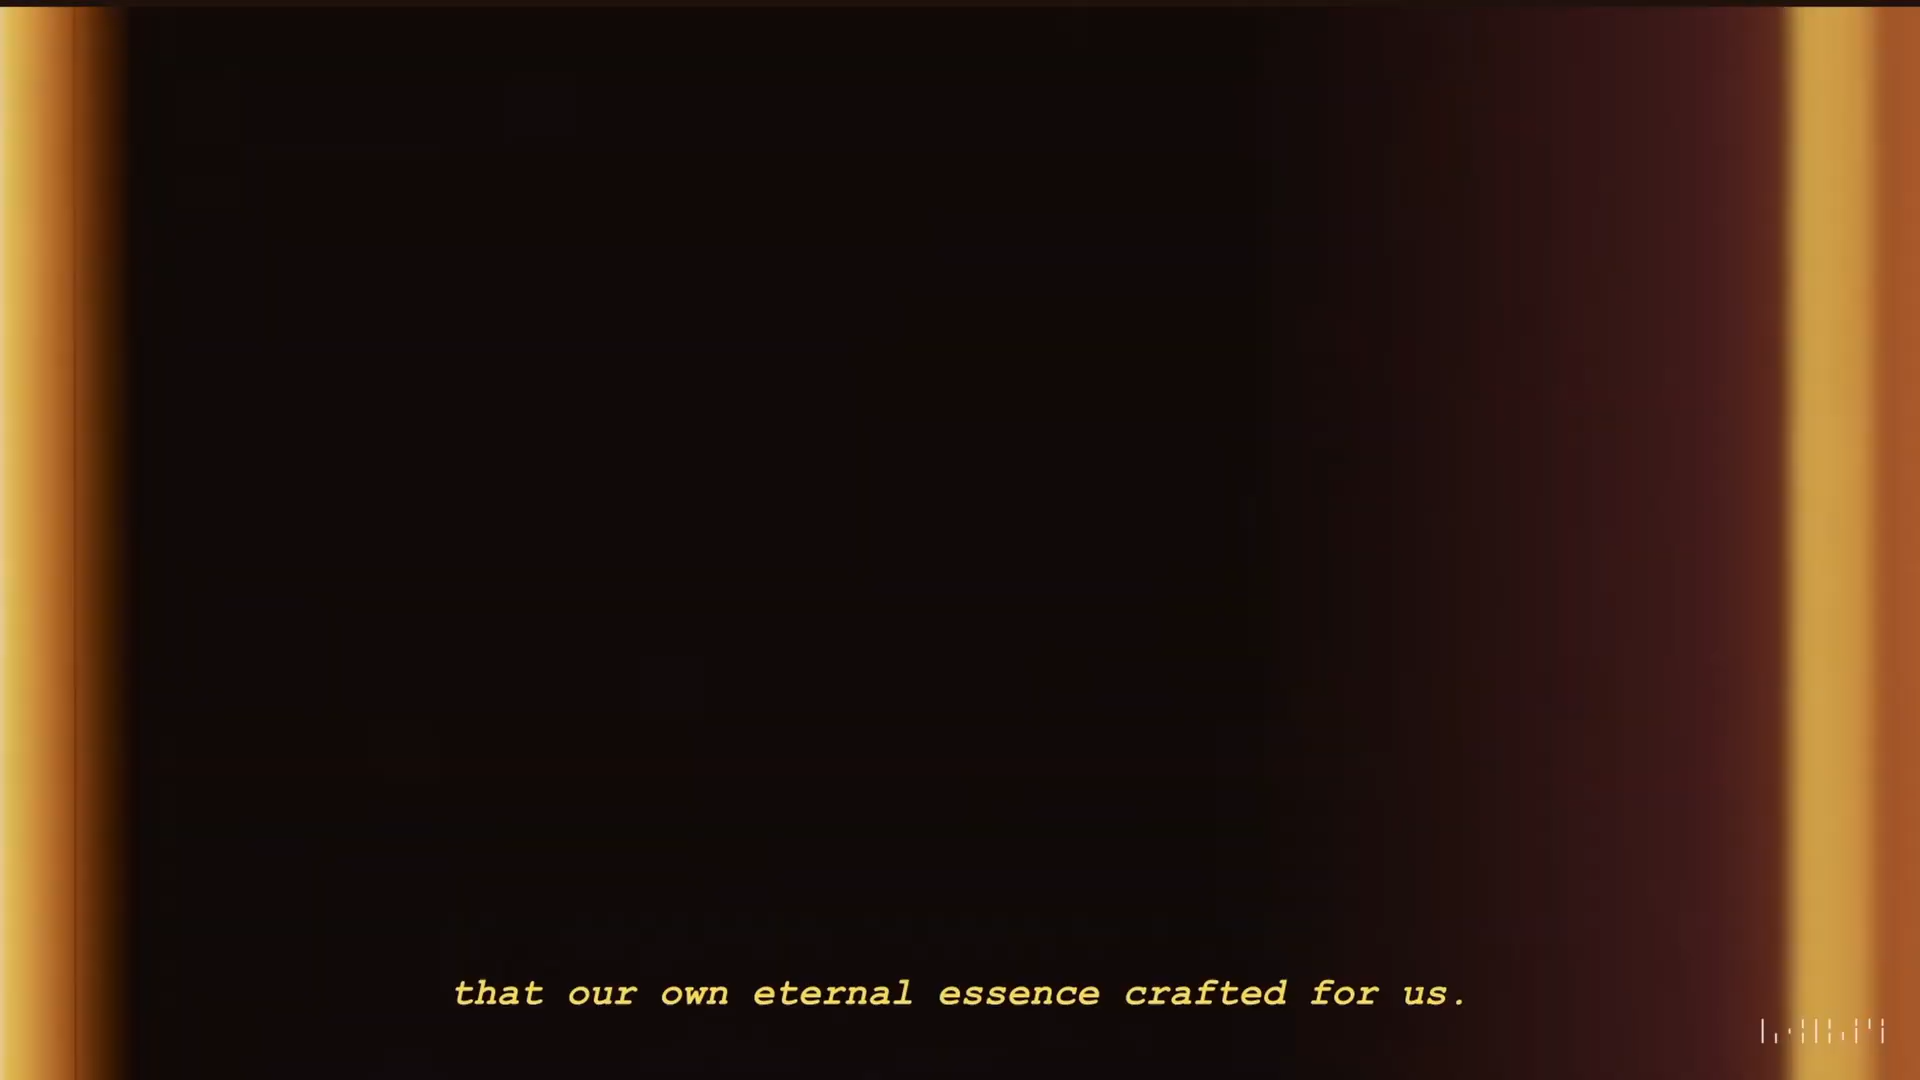 that our own eternal essence crafted for us.